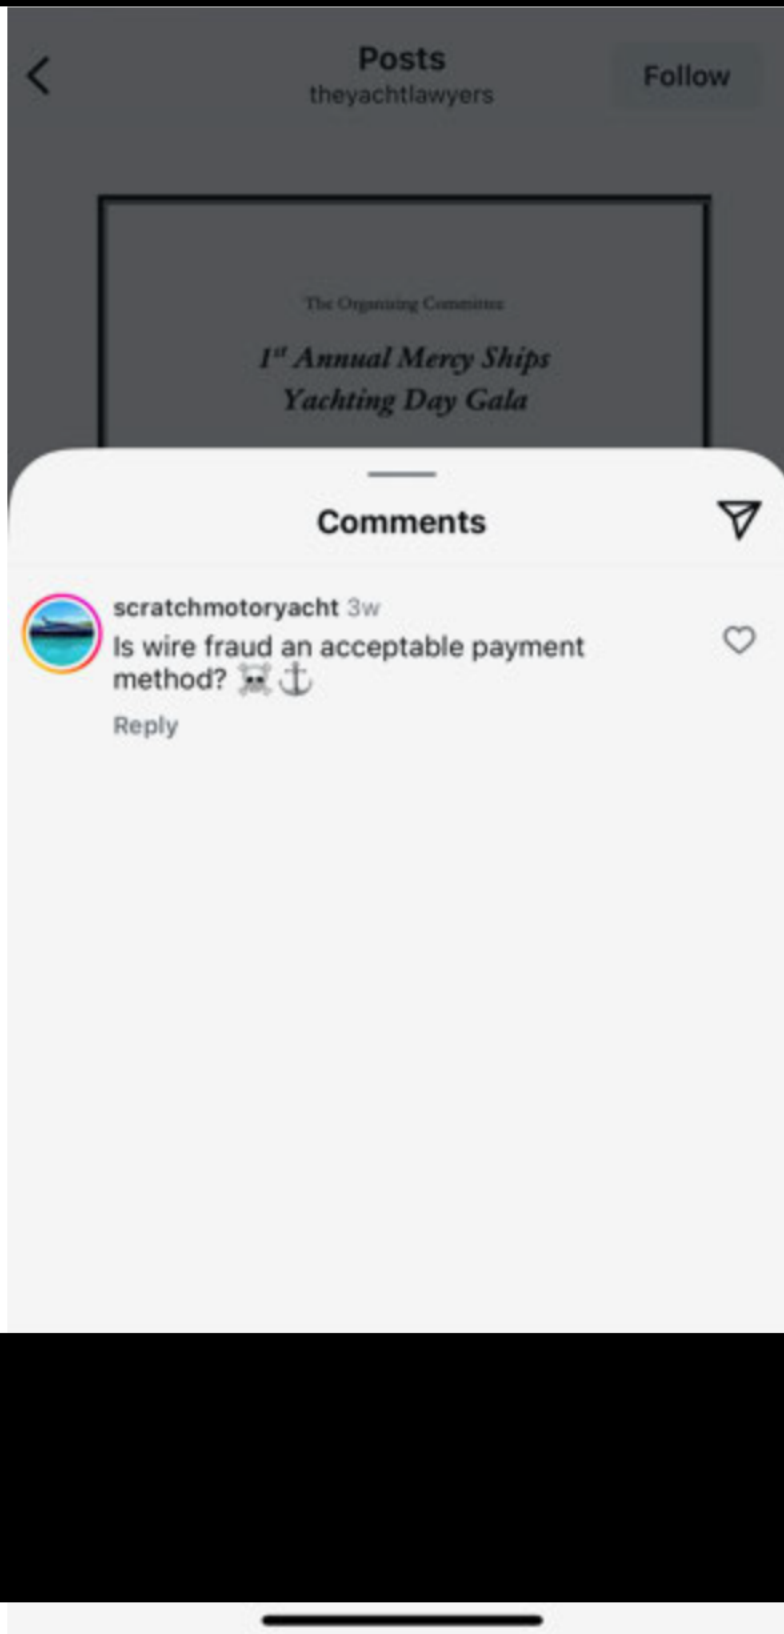 Posts
theyachtlawyers
Follow
The Organizing Committee
1st Annual Mercy Ships
Yachting Day Gala
Comments
scratchmotoryacht 3w
Is wire fraud an acceptable payment
method? ☠️⚓
Reply